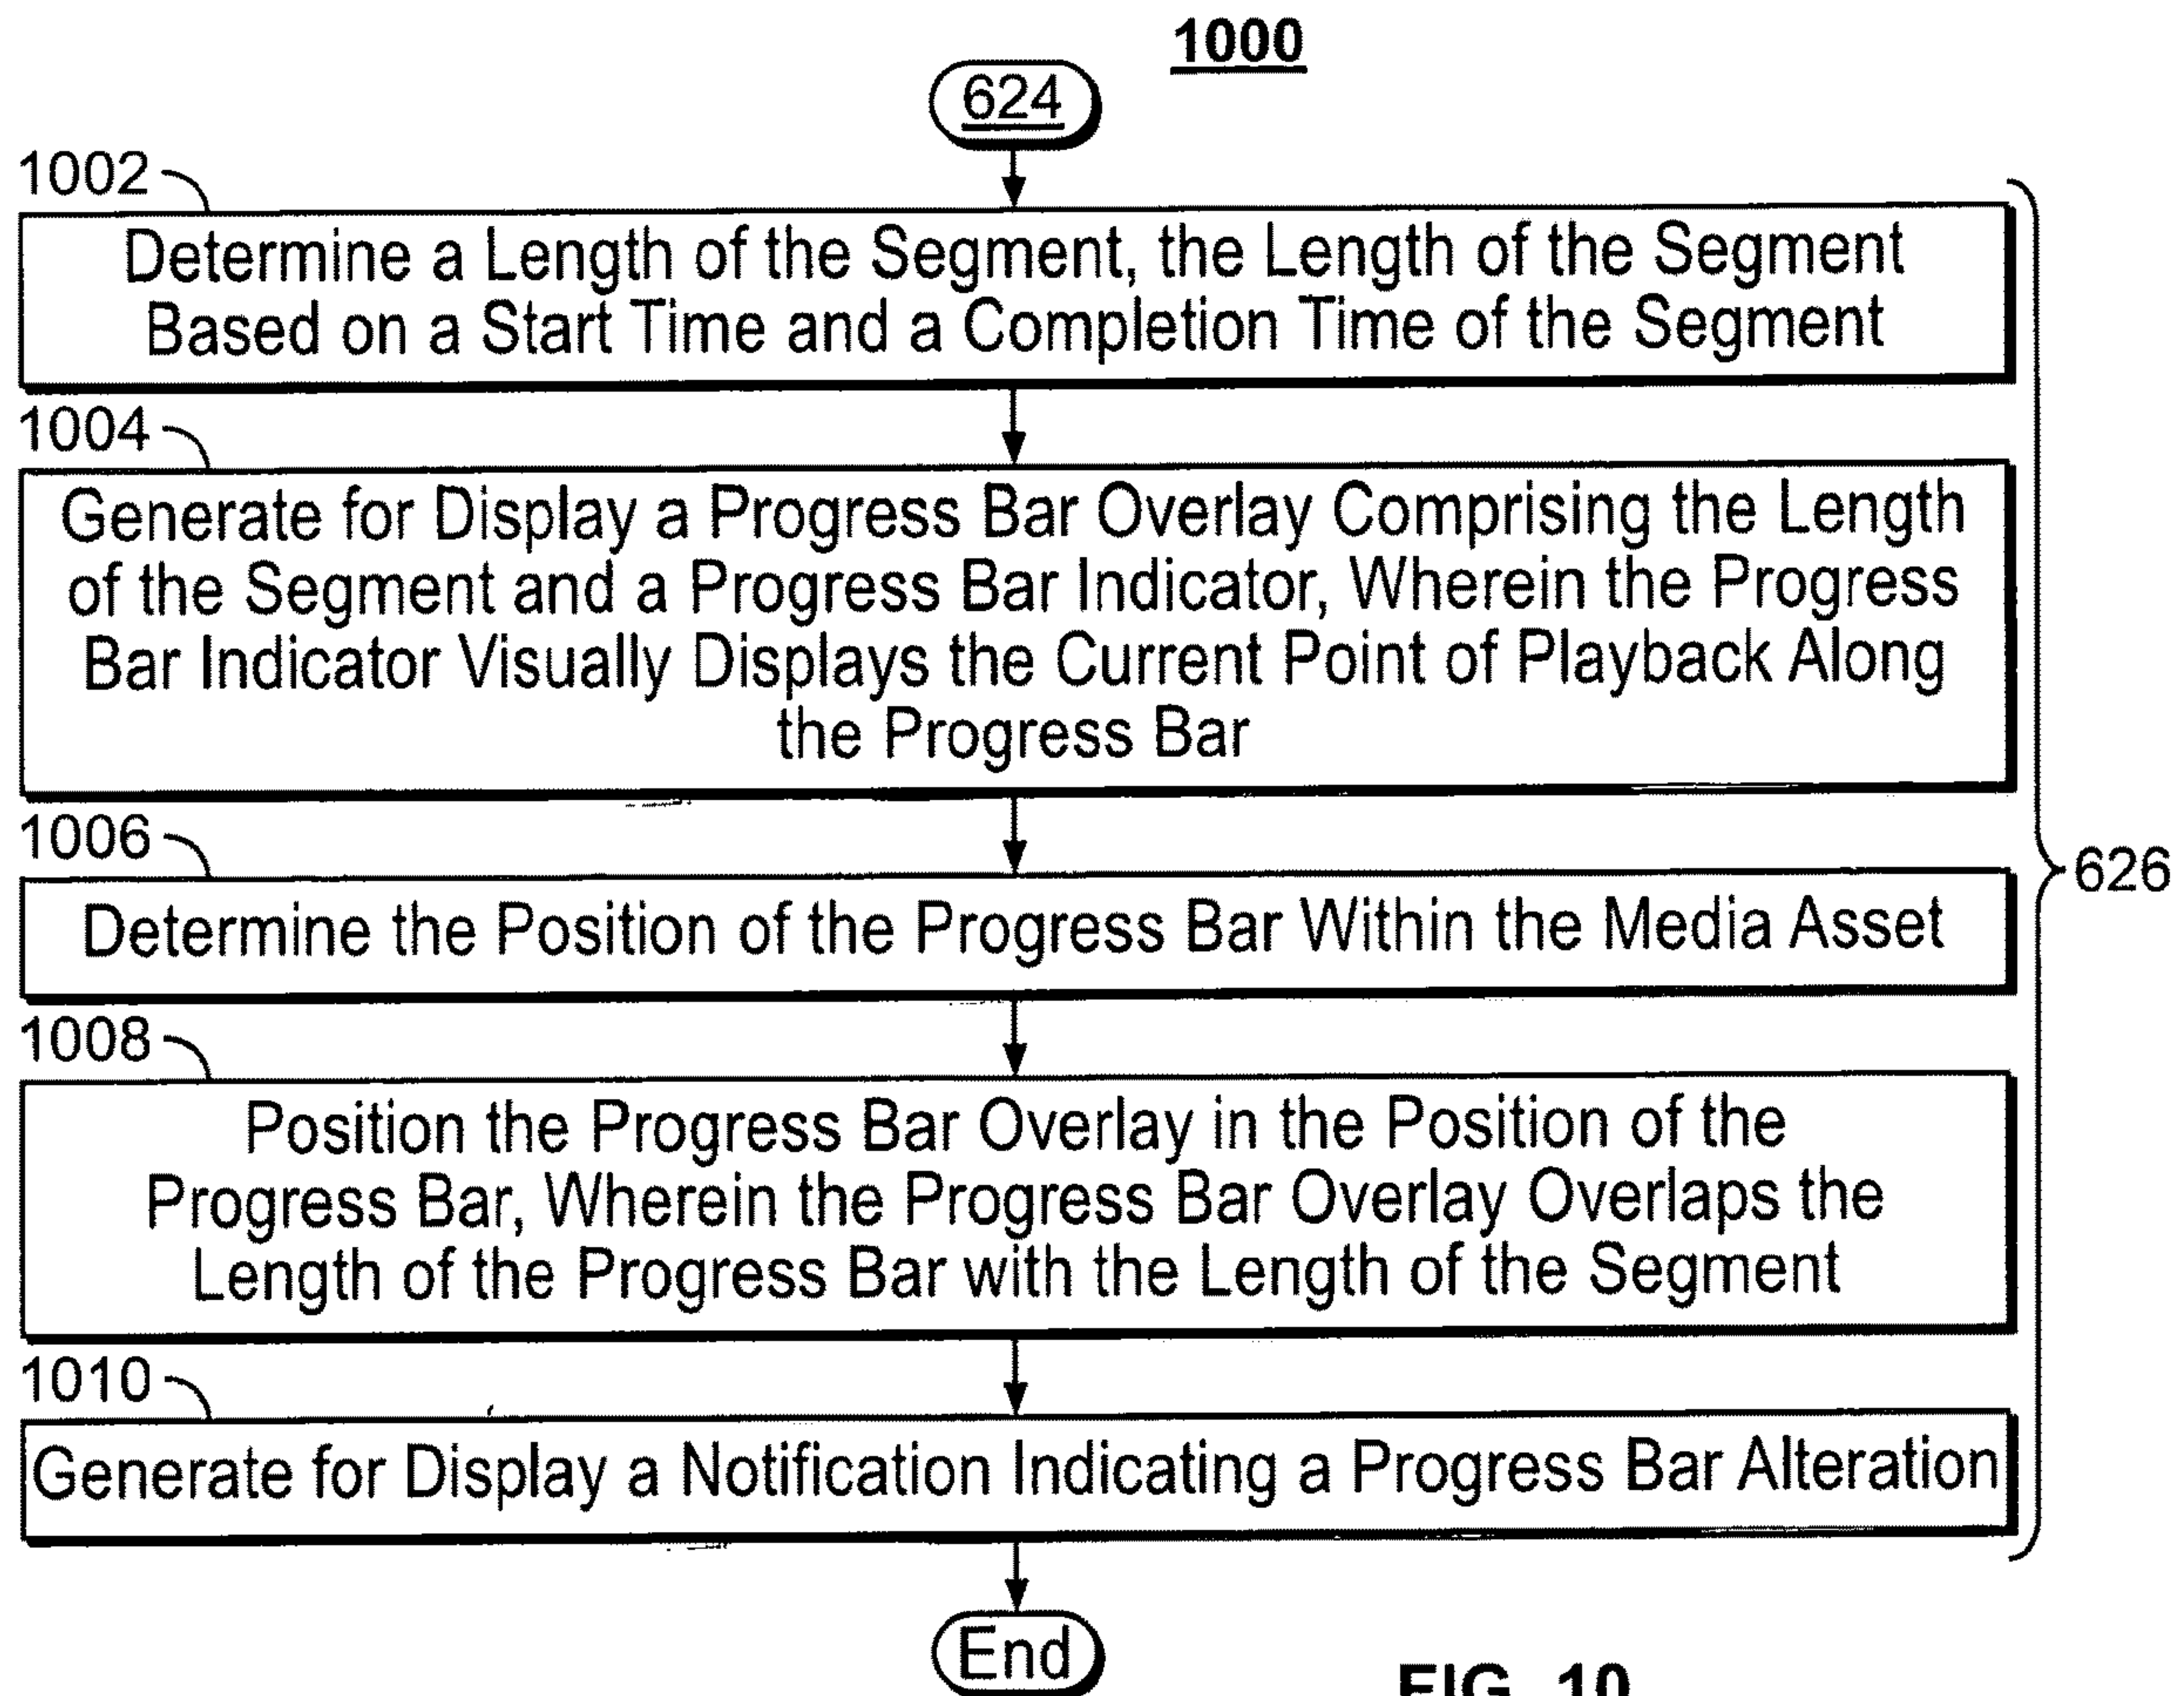 1000
624
1002
Determine a Length of the Segment, the Length of the Segment
Based on a Start Time and a Completion Time of the Segment
1004
Generate for Display a Progress Bar Overlay Comprising the Length
of the Segment and a Progress Bar Indicator, Wherein the Progress
Bar Indicator Visually Displays the Current Point of Playback Along
the Progress Bar
1006
Determine the Position of the Progress Bar Within the Media Asset
626
1008
Position the Progress Bar Overlay in the Position of the
Progress Bar, Wherein the Progress Bar Overlay Overlaps the
Length of the Progress Bar with the Length of the Segment
1010
Generate for Display a Notification Indicating a Progress Bar Alteration
End
FIG. 10